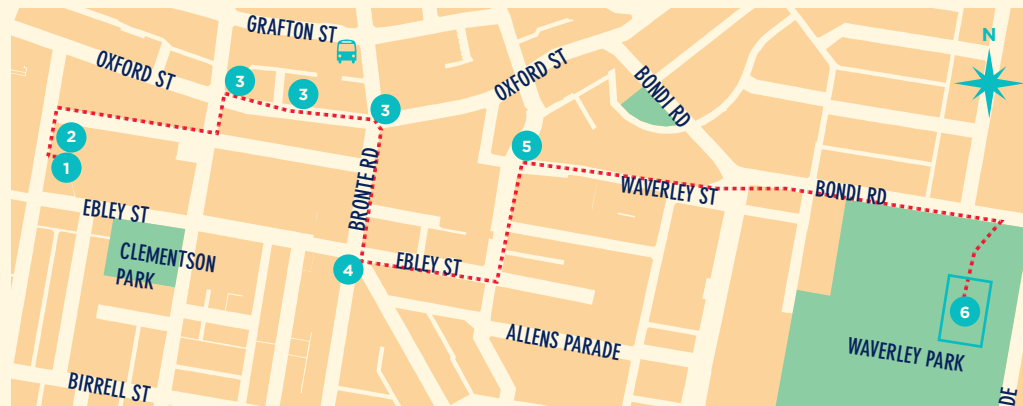 GRAFTON ST
N
OXFORD ST
OXFORD ST
BONDI RD
3
3
3
2
1
5
BRONTE RD
WAVERLEY ST
BONDI RD
EBLEY ST
CLEMENTSON
PARK
4
EBLEY ST
6
ALLENS PARADE
WAVERLEY PARK
BIRRELL ST
DE